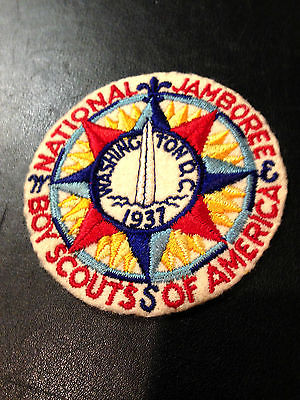 NATIONAL JAMBOREE
W
E
WASHINGTON D.C.
1937
S
BOY SCOUTS OF AMERICA